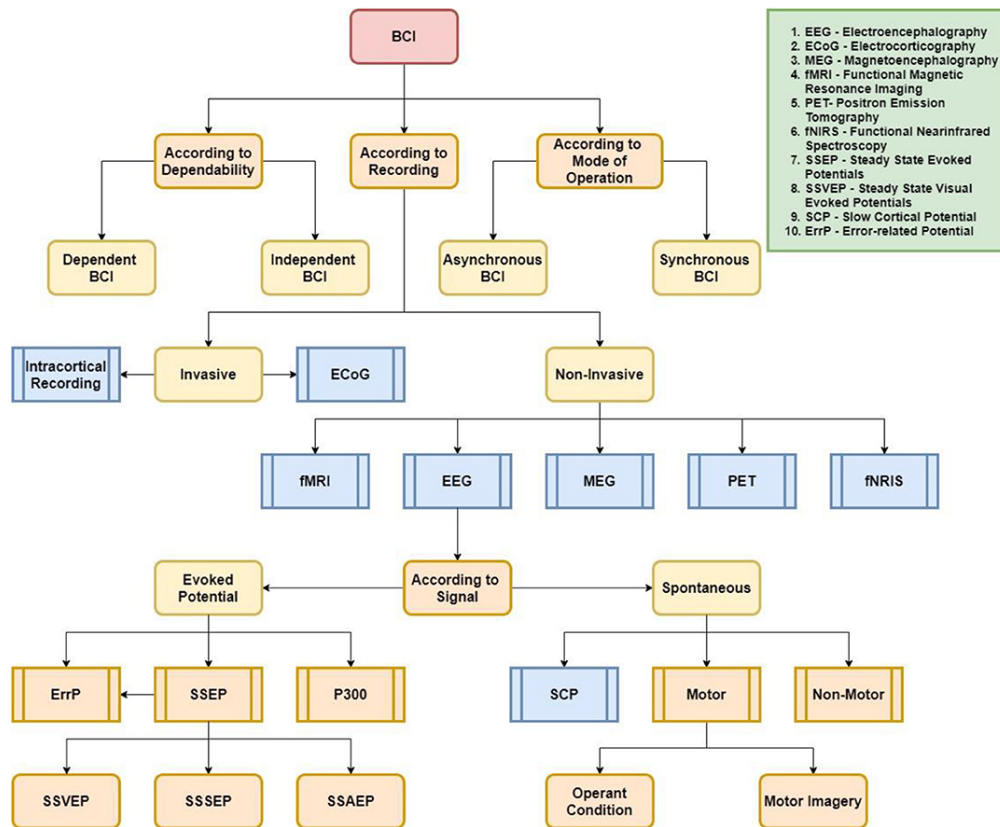 BCI
1. EEG - Electroencephalography
2. ECoG - Electrocorticography
3. MEG - Magnetoencephalography
4. fMRI - Functional Magnetic
Resonance Imaging
5. PET- Positron Emission
Tomography
6. fNIRS - Functional Nearinfrared
Spectroscopy
7. SSEP - Steady State Evoked
Potentials
8. SSVEP - Steady State Visual
Evoked Potentials
9. SCP - Slow Cortical Potential
10. ErrP - Error-related Potential
According to
Dependability
According to
Recording
According to
Mode of
Operation
Dependent
BCI
Independent
BCI
Asynchronous
BCI
Synchronous
BCI
Intracortical
Recording
Invasive
ECoG
Non-Invasive
fMRI
EEG
MEG
PET
fNRIS
Evoked
Potential
According to
Signal
Spontaneous
ErrP
SSEP
P300
SCP
Motor
Non-Motor
SSVEP
SSSEP
SSAEP
Operant
Condition
Motor Imagery